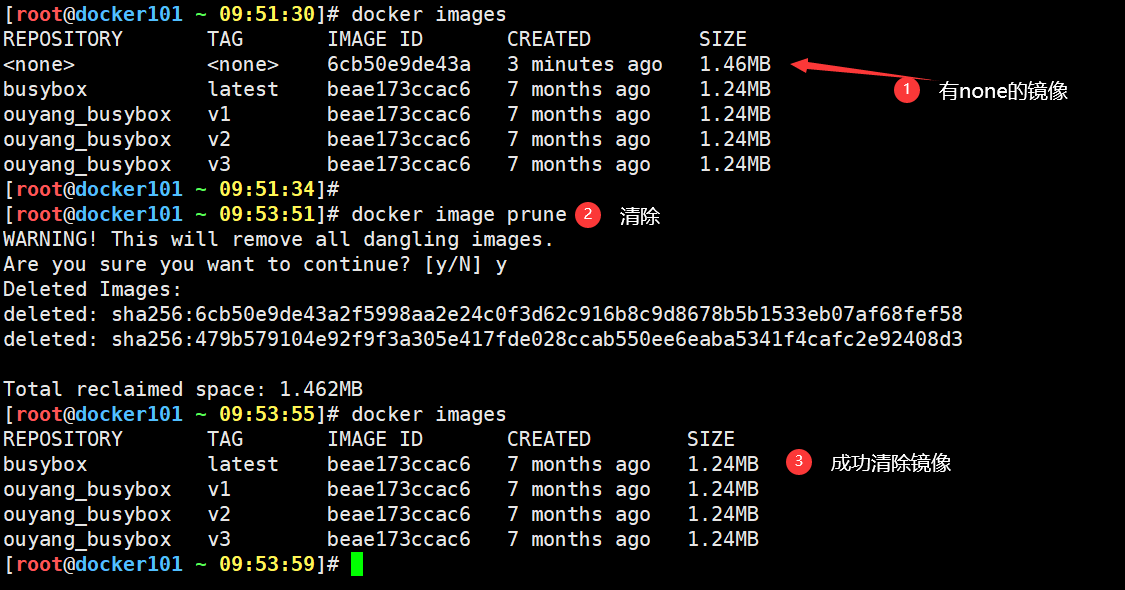 [root@docker101 ~ 09:51:30]# docker images
REPOSITORY TAG IMAGE ID CREATED SIZE
<none> <none> 6cb50e9de43a 3 minutes ago 1.46MB
busybox latest beae173ccac6 7 months ago 1.24MB
1 有none的镜像
ouyang_busybox v1 beae173ccac6 7 months ago 1.24MB
ouyang_busybox v2 beae173ccac6 7 months ago 1.24MB
ouyang_busybox v3 beae173ccac6 7 months ago 1.24MB
[root@docker101 ~ 09:51:34]#
[root@docker101 ~ 09:53:51]# docker image prune 2 清除
WARNING! This will remove all dangling images.
Are you sure you want to continue? [y/N] y
Deleted Images:
deleted: sha256:6cb50e9de43a2f5998aa2e24c0f3d62c916b8c9d8678b5b1533eb07af68fef58
deleted: sha256:479b579104e92f9f3a305e417fde028ccab550ee6eaba5341f4cafc2e92408d3
Total reclaimed space: 1.462MB
[root@docker101 ~ 09:53:55]# docker images
REPOSITORY TAG IMAGE ID CREATED SIZE
busybox latest beae173ccac6 7 months ago 1.24MB 3 成功清除镜像
ouyang_busybox v1 beae173ccac6 7 months ago 1.24MB
ouyang_busybox v2 beae173ccac6 7 months ago 1.24MB
ouyang_busybox v3 beae173ccac6 7 months ago 1.24MB
[root@docker101 ~ 09:53:59]#